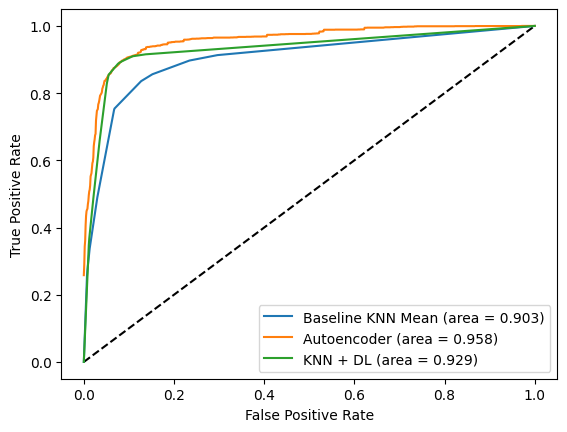 1.0
0.8
0.6
0.4
0.2
0.0
True Positive Rate
Baseline KNN Mean (area = 0.903)
Autoencoder (area = 0.958)
KNN + DL (area = 0.929)
0.0 0.2 0.4 0.6 0.8 1.0
False Positive Rate